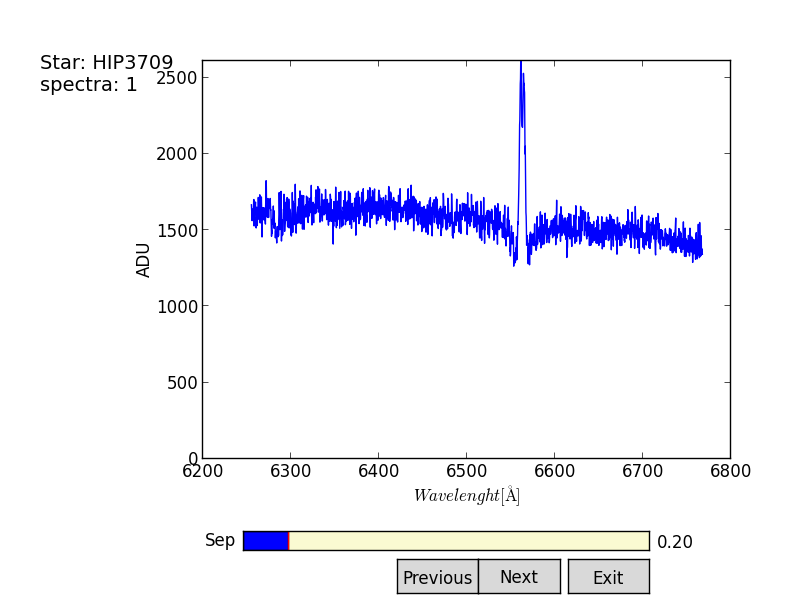 Star: HIP3709
spectra: 1
2500
2000
1500
1000
500
0
ADU
6200 6300 6400 6500 6600 6700 6800
Wavelenght[Å]
Sep 0.20
Previous Next Exit